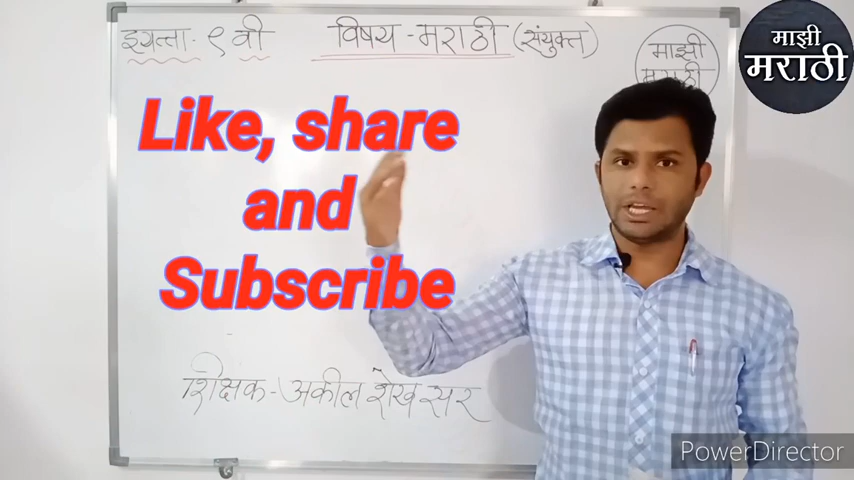 इयत्ता - ९ वी विषय - मराठी (संयुक्त)
माझी
मराठी
माझी
मराठी
Like, share
and
Subscribe
शिक्षक - अकील शेख सर
PowerDirector